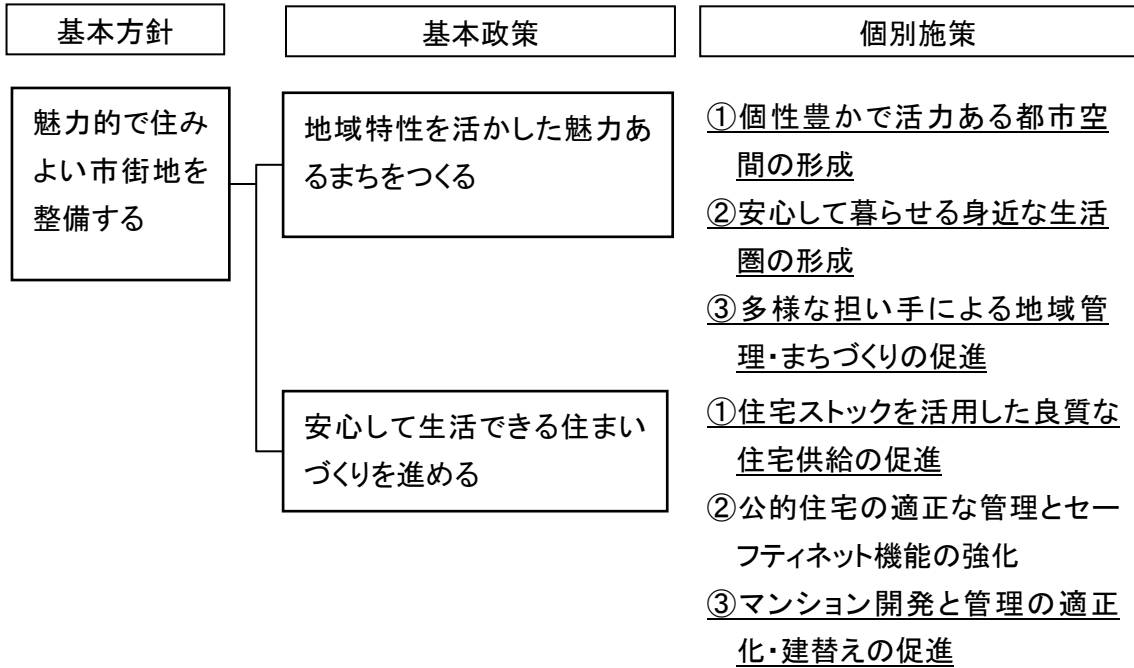 基本方針
基本政策
個別施策
魅力的で住み
よい市街地を
整備する
地域特性を活かした魅力あ
るまちをつくる
①個性豊かで活力ある都市空
間の形成
②安心して暮らせる身近な生活
圏の形成
③多様な担い手による地域管
理・まちづくりの促進
安心して生活できる住まい
づくりを進める
①住宅ストックを活用した良質な
住宅供給の促進
②公的住宅の適正な管理とセー
フティネット機能の強化
③マンション開発と管理の適正
化・建替えの促進